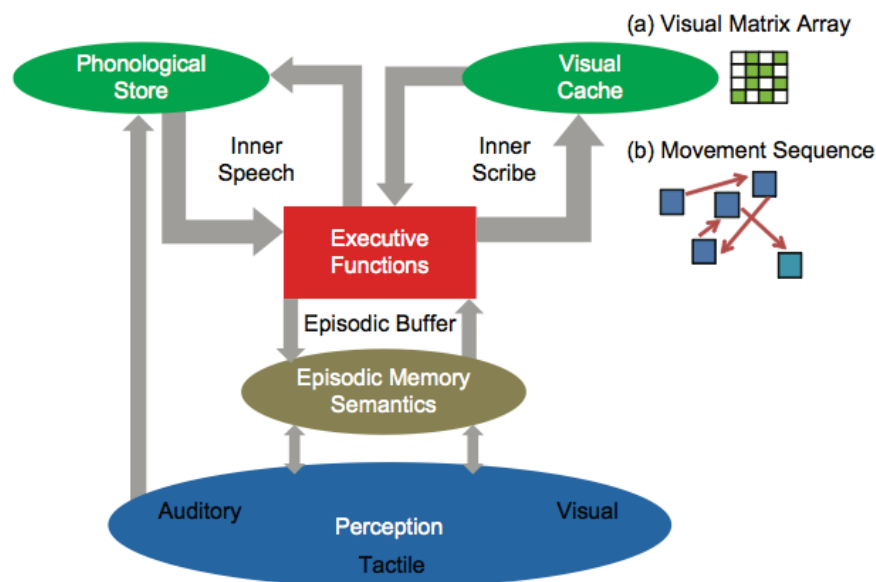 (a) Visual Matrix Array
Phonological
Store
Visual
Cache
Inner
Speech
Inner
Scribe
(b) Movement Sequence
Executive
Functions
Episodic Buffer
Episodic Memory
Semantics
Auditory
Perception
Visual
Tactile